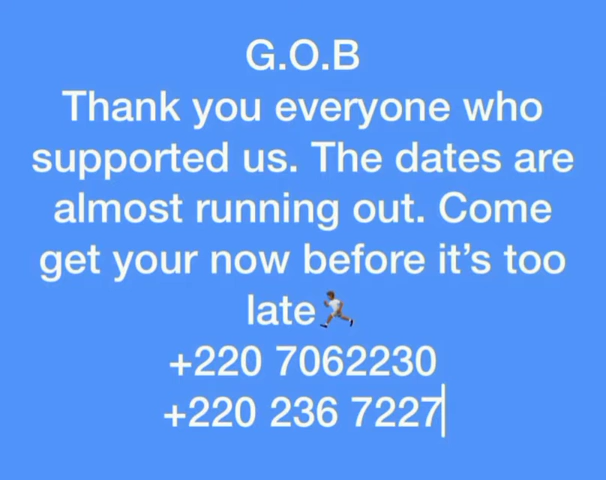 G.O.B
Thank you everyone who
supported us. The dates are
almost running out. Come
get your now before it's too
late🏃🏽
+220 7062230
+220 236 7227